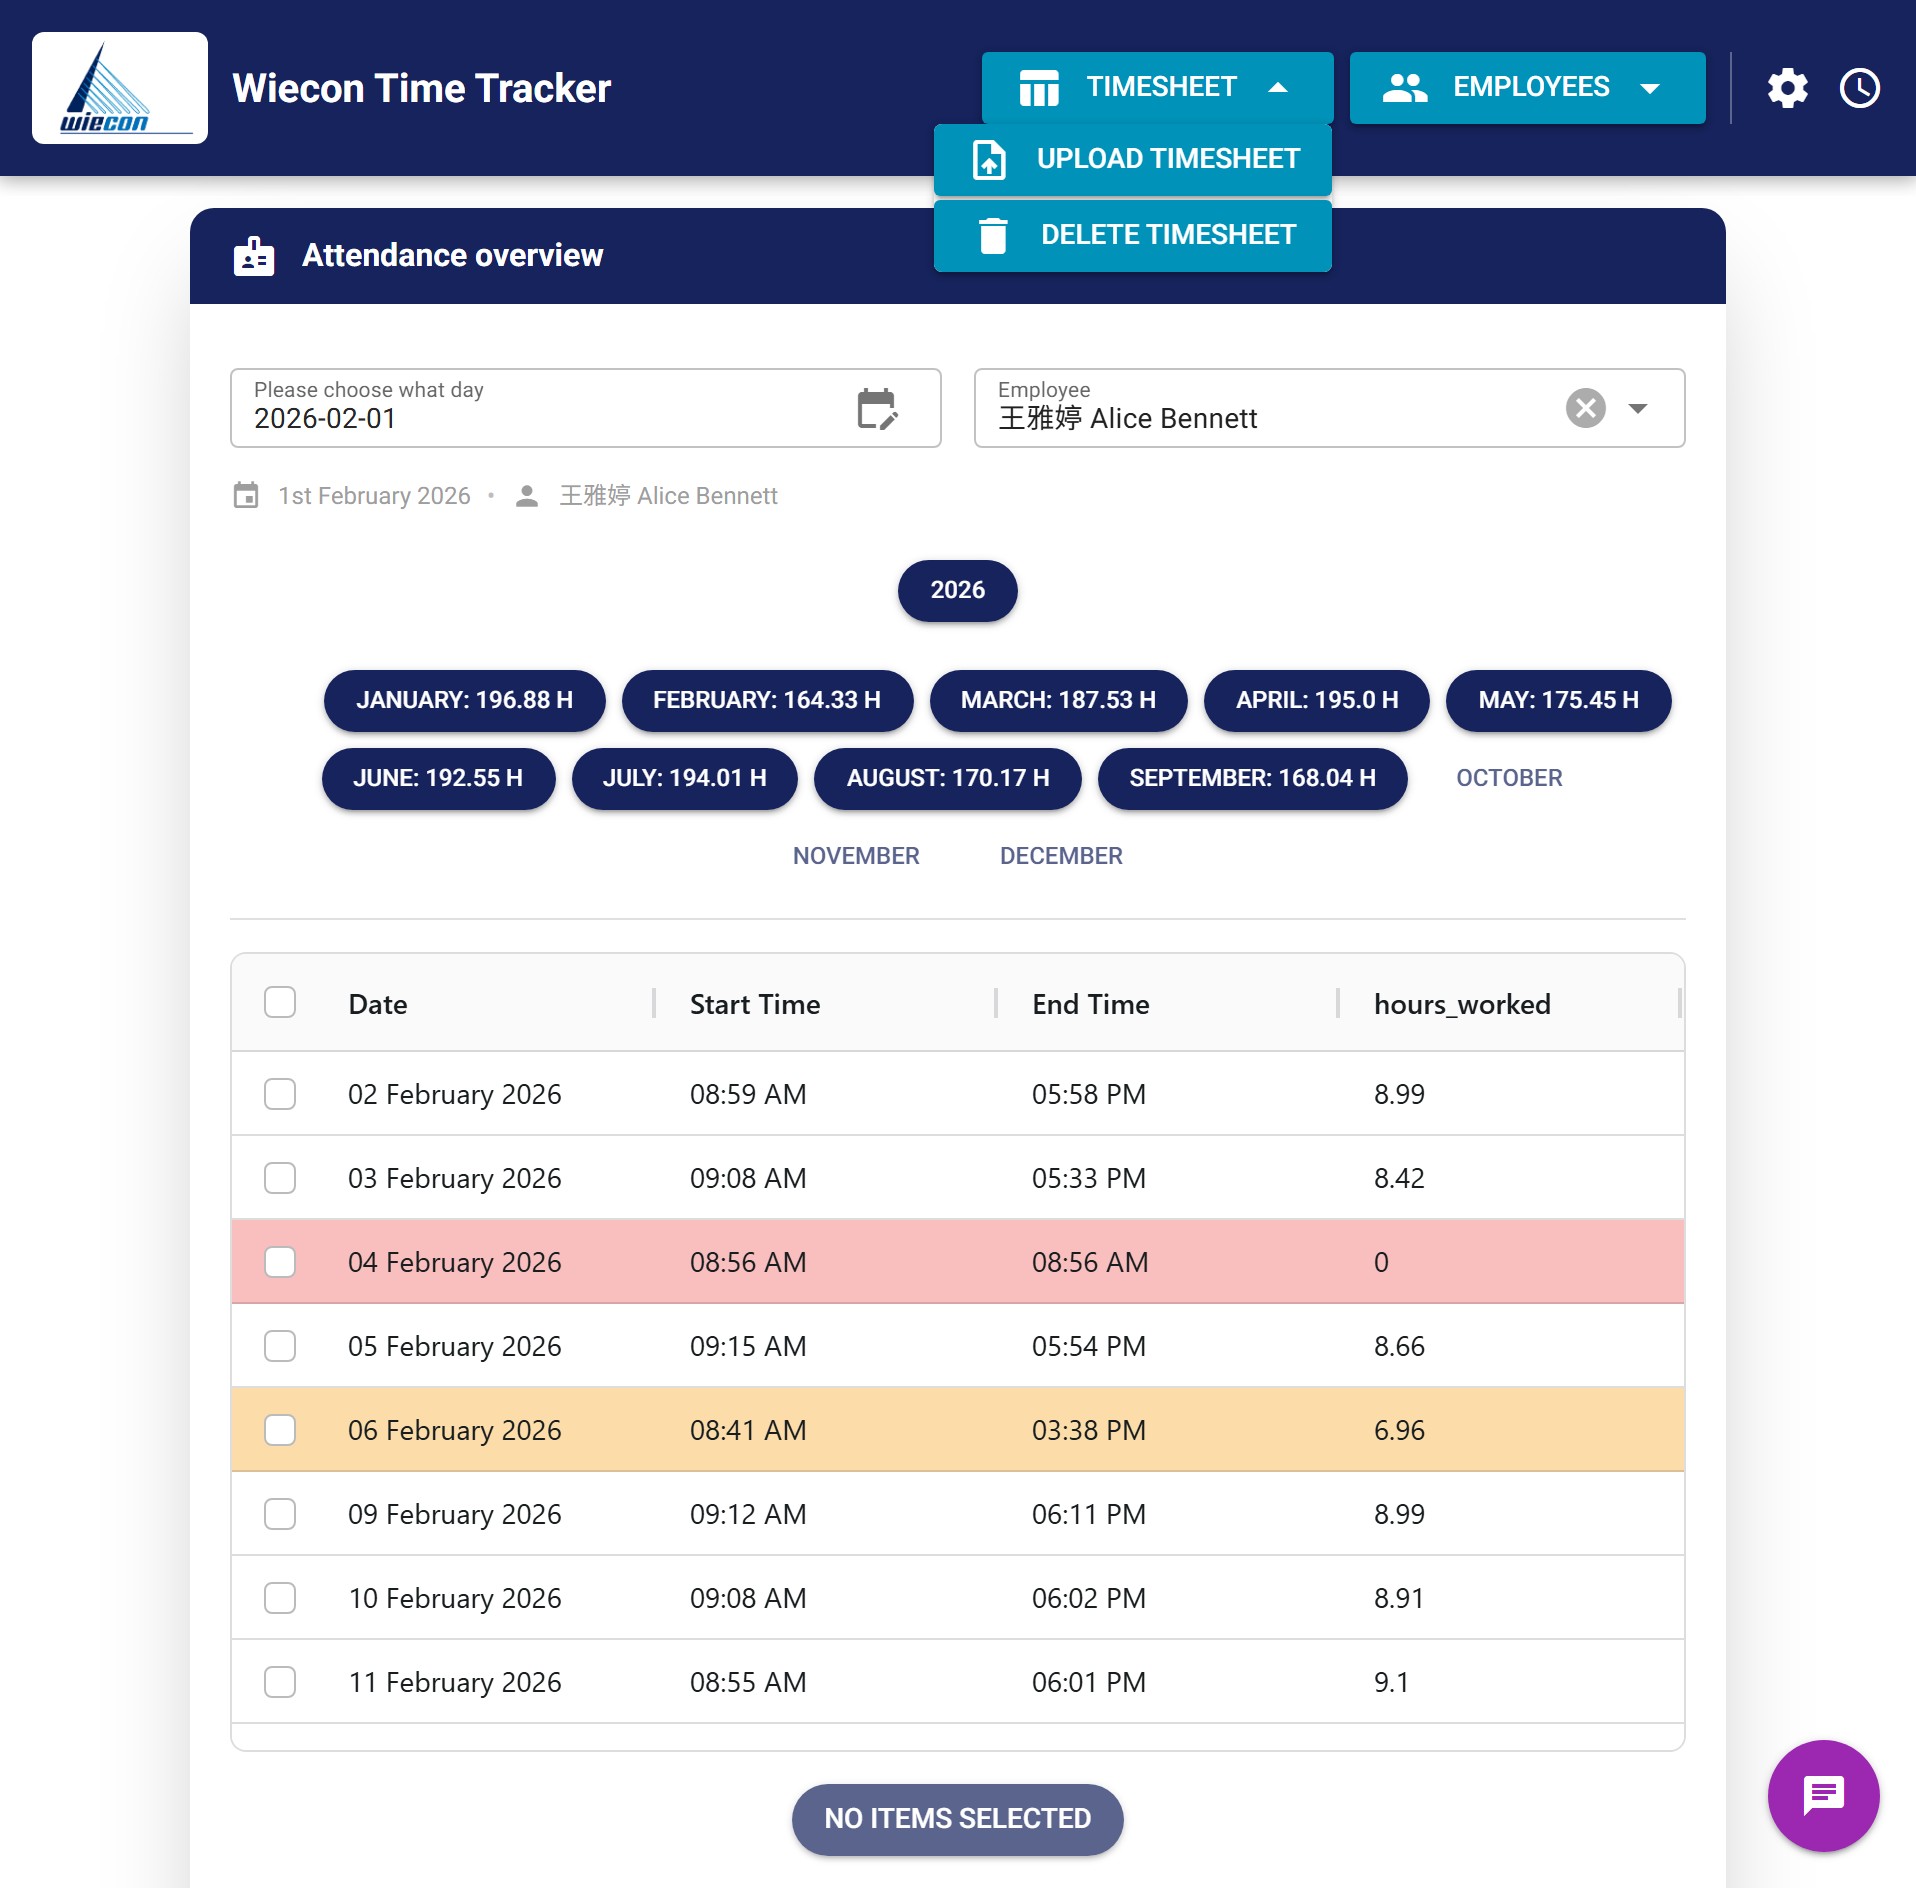 wiecon
Wiecon Time Tracker
TIMESHEET
EMPLOYEES
UPLOAD TIMESHEET
DELETE TIMESHEET
Attendance overview
Please choose what day
2026-02-01
Employee
王雅婷 Alice Bennett
1st February 2026 • 王雅婷 Alice Bennett
2026
JANUARY: 196.88 H FEBRUARY: 164.33 H MARCH: 187.53 H APRIL: 195.0 H MAY: 175.45 H
JUNE: 192.55 H JULY: 194.01 H AUGUST: 170.17 H SEPTEMBER: 168.04 H OCTOBER
NOVEMBER DECEMBER
Date Start Time End Time hours_worked
02 February 2026 08:59 AM 05:58 PM 8.99
03 February 2026 09:08 AM 05:33 PM 8.42
04 February 2026 08:56 AM 08:56 AM 0
05 February 2026 09:15 AM 05:54 PM 8.66
06 February 2026 08:41 AM 03:38 PM 6.96
09 February 2026 09:12 AM 06:11 PM 8.99
10 February 2026 09:08 AM 06:02 PM 8.91
11 February 2026 08:55 AM 06:01 PM 9.1
NO ITEMS SELECTED